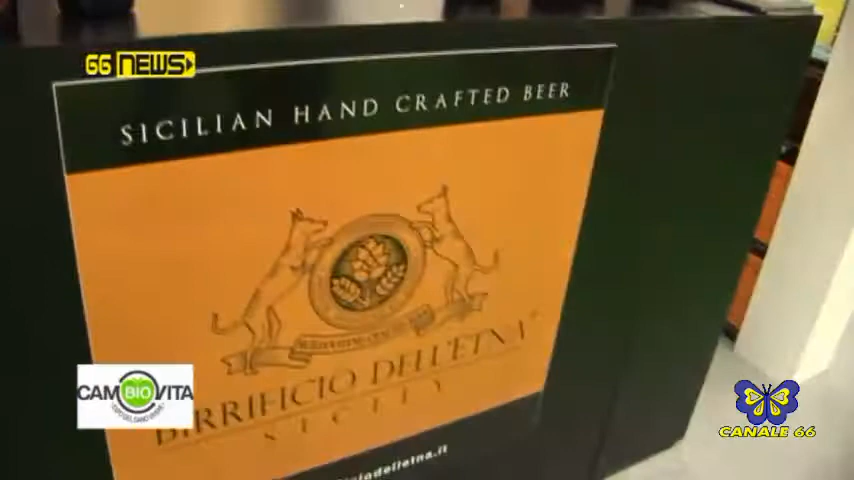 66 NEWS
SICILIAN HAND CRAFTED BEER
BIRRIFICIO DELL'ETNA
SICILY
CAMBIOVITA
CANALE 66